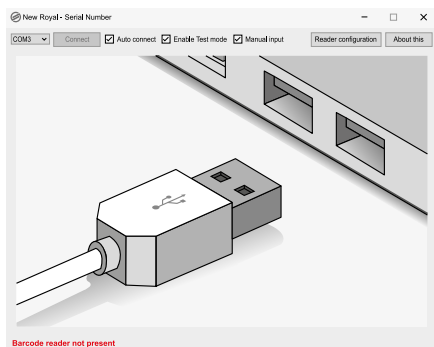 New Royal - Serial Number
COM3 Connect Auto connect Enable Test mode Manual input Reader configuration About this
Barcode reader not present